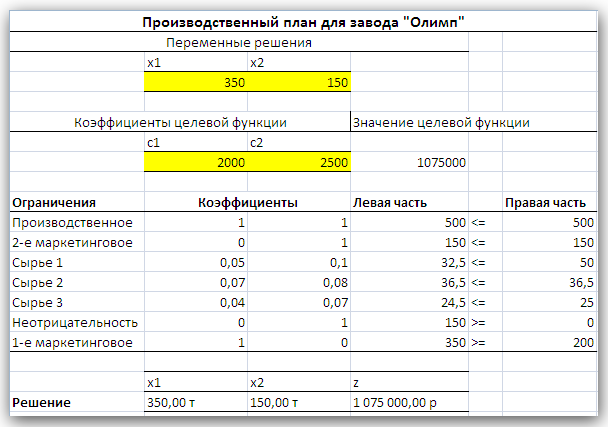 Производственный план для завода "Олимп"
Переменные решения
x1 x2
350 150
Коэффициенты целевой функции Значение целевой функции
c1 c2
2000 2500 1075000
Ограничения Коэффициенты Левая часть Правая часть
Производственное 1 1 500 <= 500
2-е маркетинговое 0 1 150 <= 150
Сырье 1 0,05 0,1 32,5 <= 50
Сырье 2 0,07 0,08 36,5 <= 36,5
Сырье 3 0,04 0,07 24,5 <= 25
Неотрицательность 0 1 150 >= 0
1-е маркетинговое 1 0 350 >= 200
x1 x2 z
Решение 350,00 т 150,00 т 1 075 000,00 р